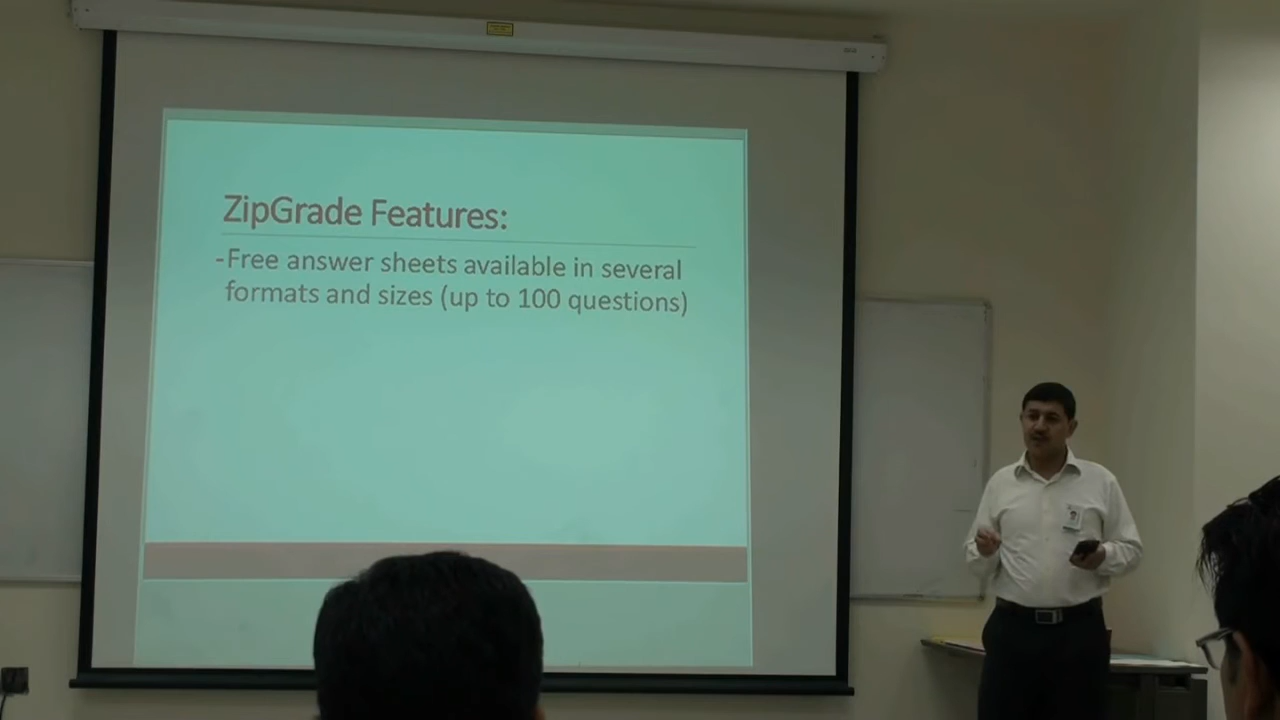 ZipGrade Features:
-Free answer sheets available in several
formats and sizes (up to 100 questions)